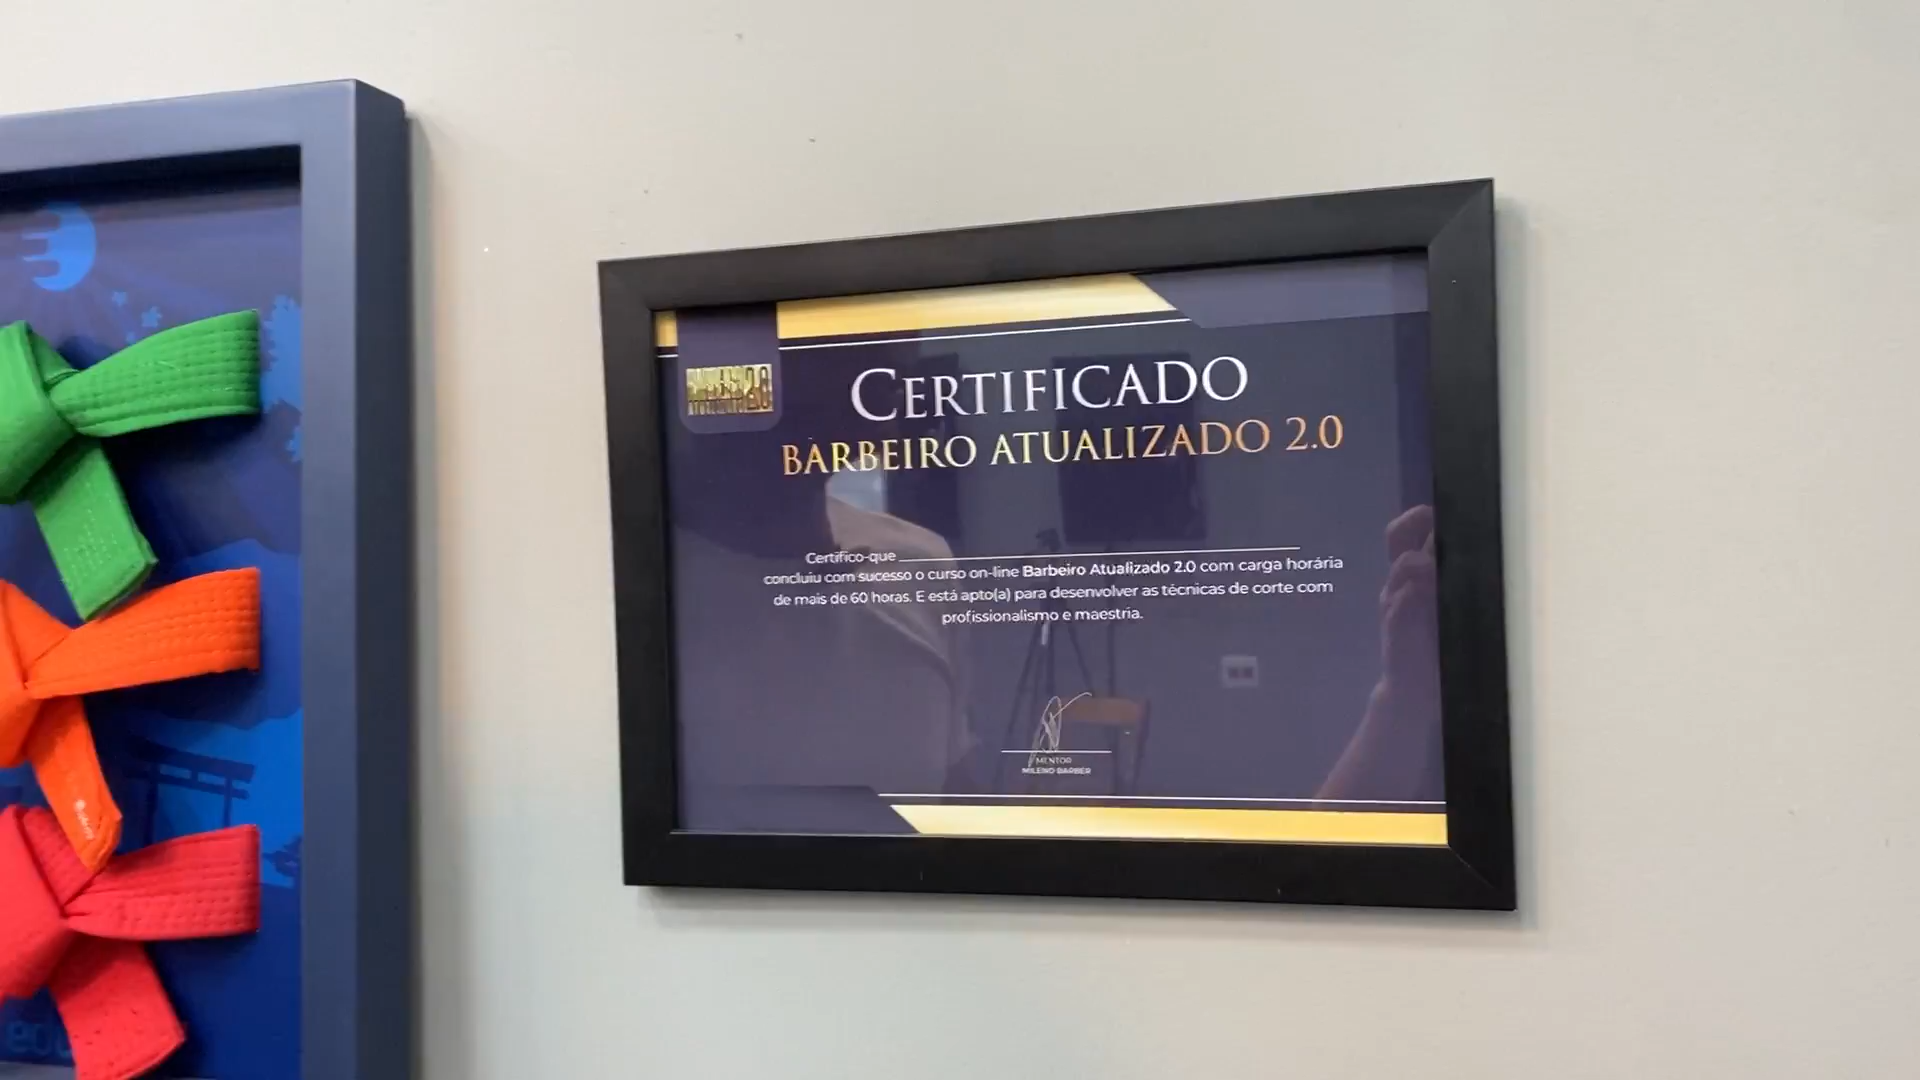 CERTIFICADO
BARBEIRO ATUALIZADO 2.0
Certifico-que
concluiu com sucesso o curso on-line Barbeiro Atualizado 2.0 com carga horária
de mais de 60 horas. E está apto(a) para desenvolver as técnicas de corte com
profissionalismo e maestria.
MENTOR
MILENO BARBER